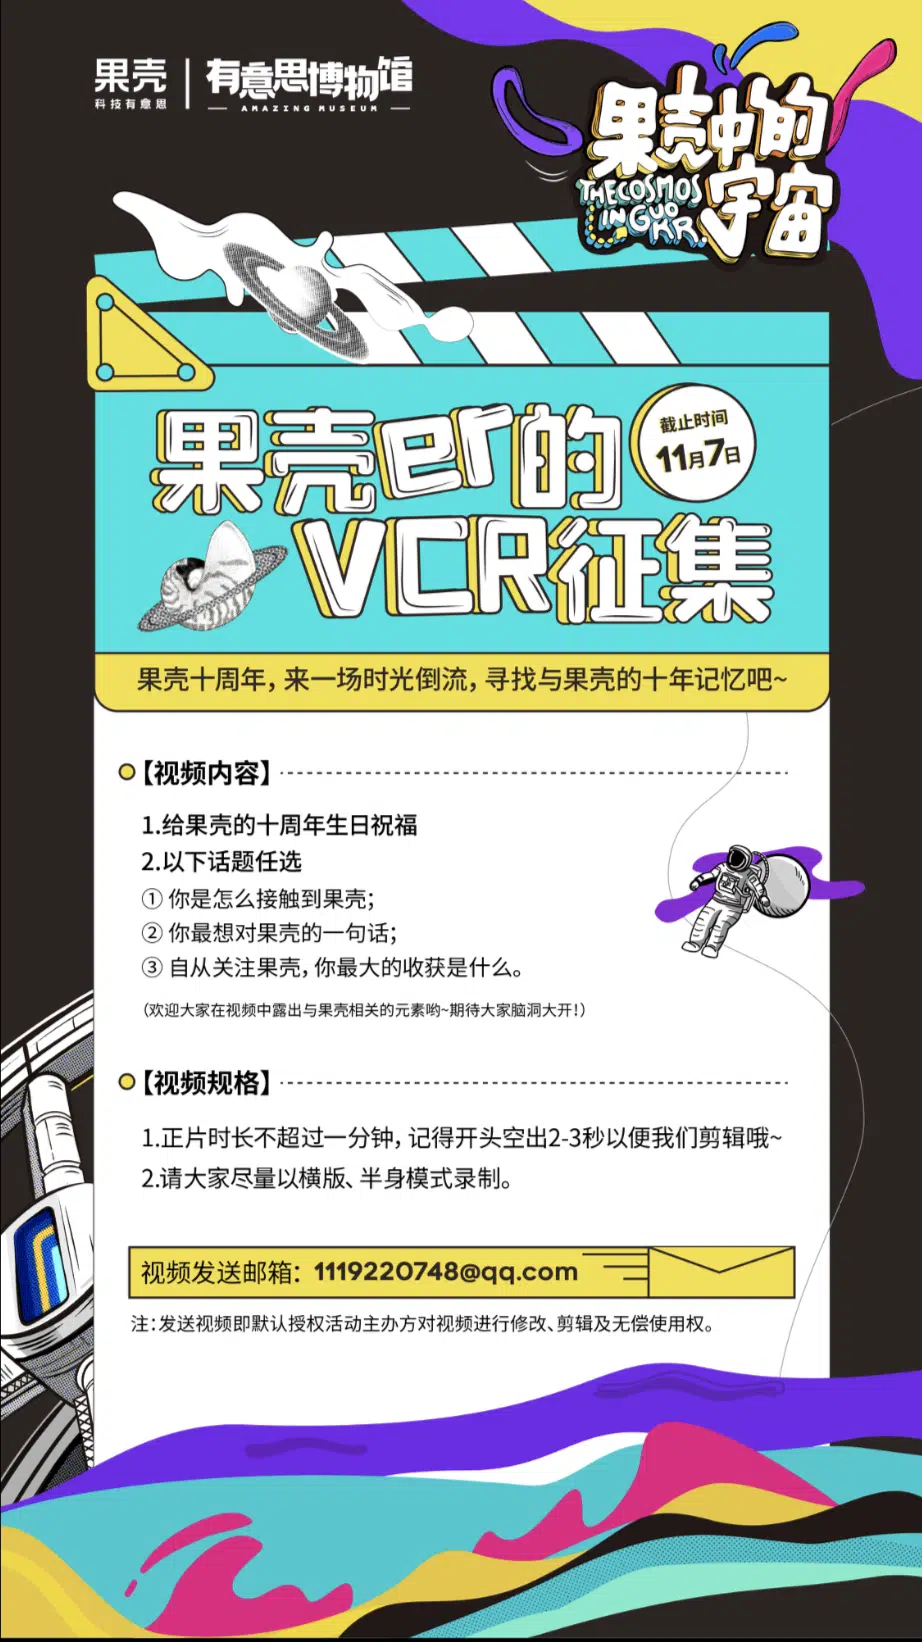 果壳
科技有意思
有意思博物馆
AMAZING MUSEUM
果壳中的
宇宙
THE COSMOS
IN GUO
KR.
截止时间
11月7日
果壳er的
VCR征集
果壳十周年，来一场时光倒流，寻找与果壳的十年记忆吧~
【视频内容】
1.给果壳的十周年生日祝福
2.以下话题任选
① 你是怎么接触到果壳；
② 你最想对果壳的一句话；
③ 自从关注果壳，你最大的收获是什么。
（欢迎大家在视频中露出与果壳相关的元素哟~期待大家脑洞大开！）
【视频规格】
1.正片时长不超过一分钟，记得开头空出2-3秒以便我们剪辑哦~
2.请大家尽量以横版、半身模式录制。
视频发送邮箱：1119220748@qq.com
注：发送视频即默认授权活动主办方对视频进行修改、剪辑及无偿使用权。